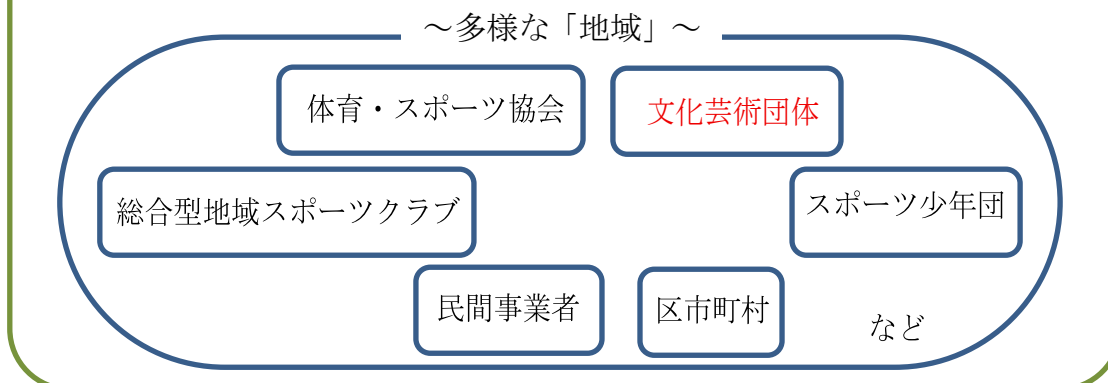 ～多様な「地域」～
体育・スポーツ協会
文化芸術団体
総合型地域スポーツクラブ
スポーツ少年団
民間事業者
区市町村
など